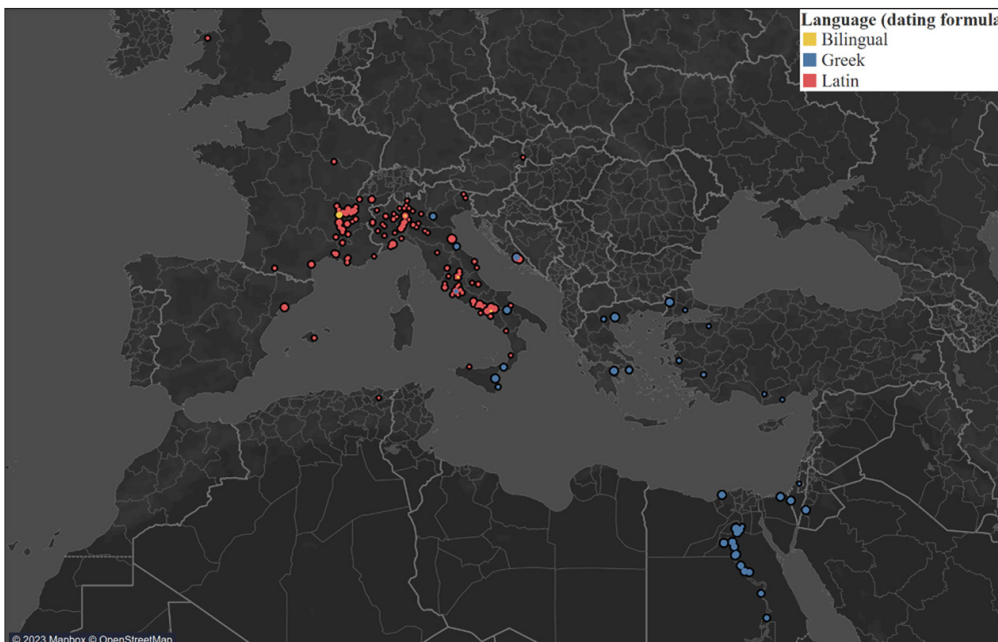 Language (dating formula
Bilingual
Greek
Latin
© 2023 Mapbox © OpenStreetMap